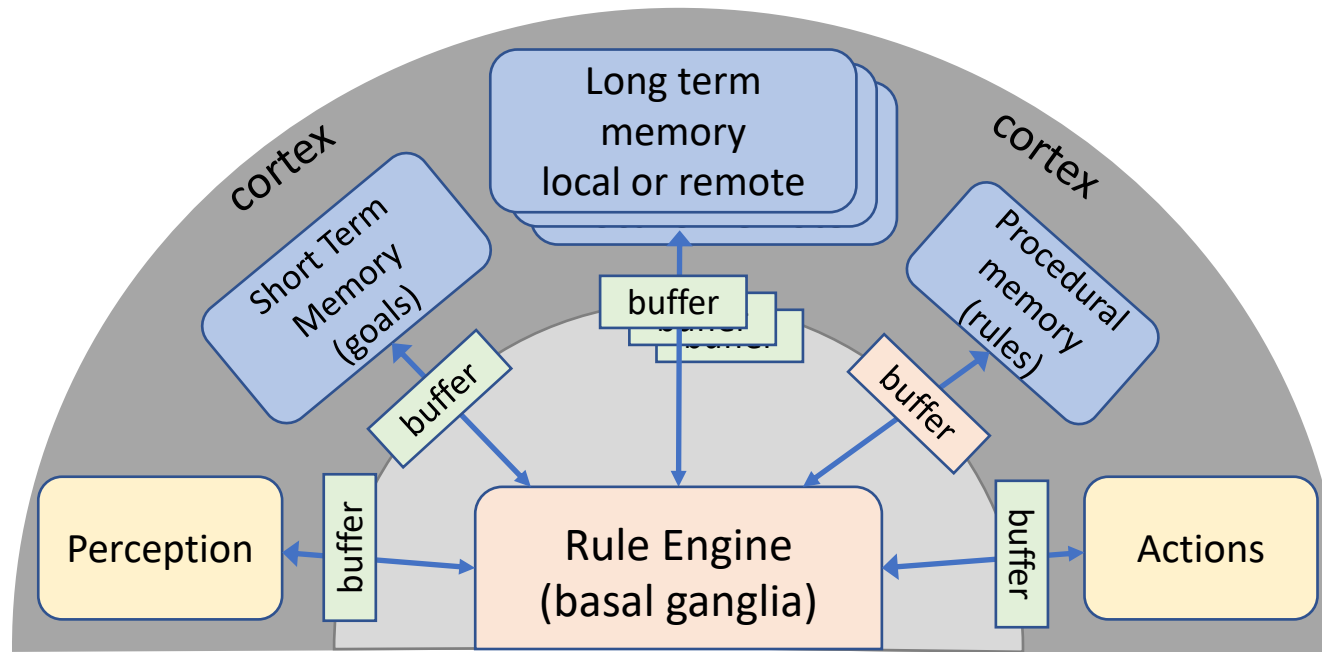 cortex
cortex
Long term
memory
local or remote
Short Term
Memory
(goals)
Procedural
memory
(rules)
buffer
buffer
buffer
buffer
buffer
buffer
buffer
Perception
Rule Engine
(basal ganglia)
Actions